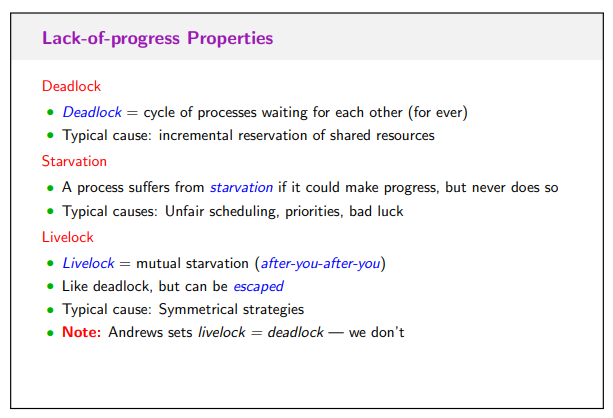 Lack-of-progress Properties
Deadlock
• Deadlock = cycle of processes waiting for each other (for ever)
• Typical cause: incremental reservation of shared resources
Starvation
• A process suffers from starvation if it could make progress, but never does so
• Typical causes: Unfair scheduling, priorities, bad luck
Livelock
• Livelock = mutual starvation (after-you-after-you)
• Like deadlock, but can be escaped
• Typical cause: Symmetrical strategies
• Note: Andrews sets livelock = deadlock — we don't